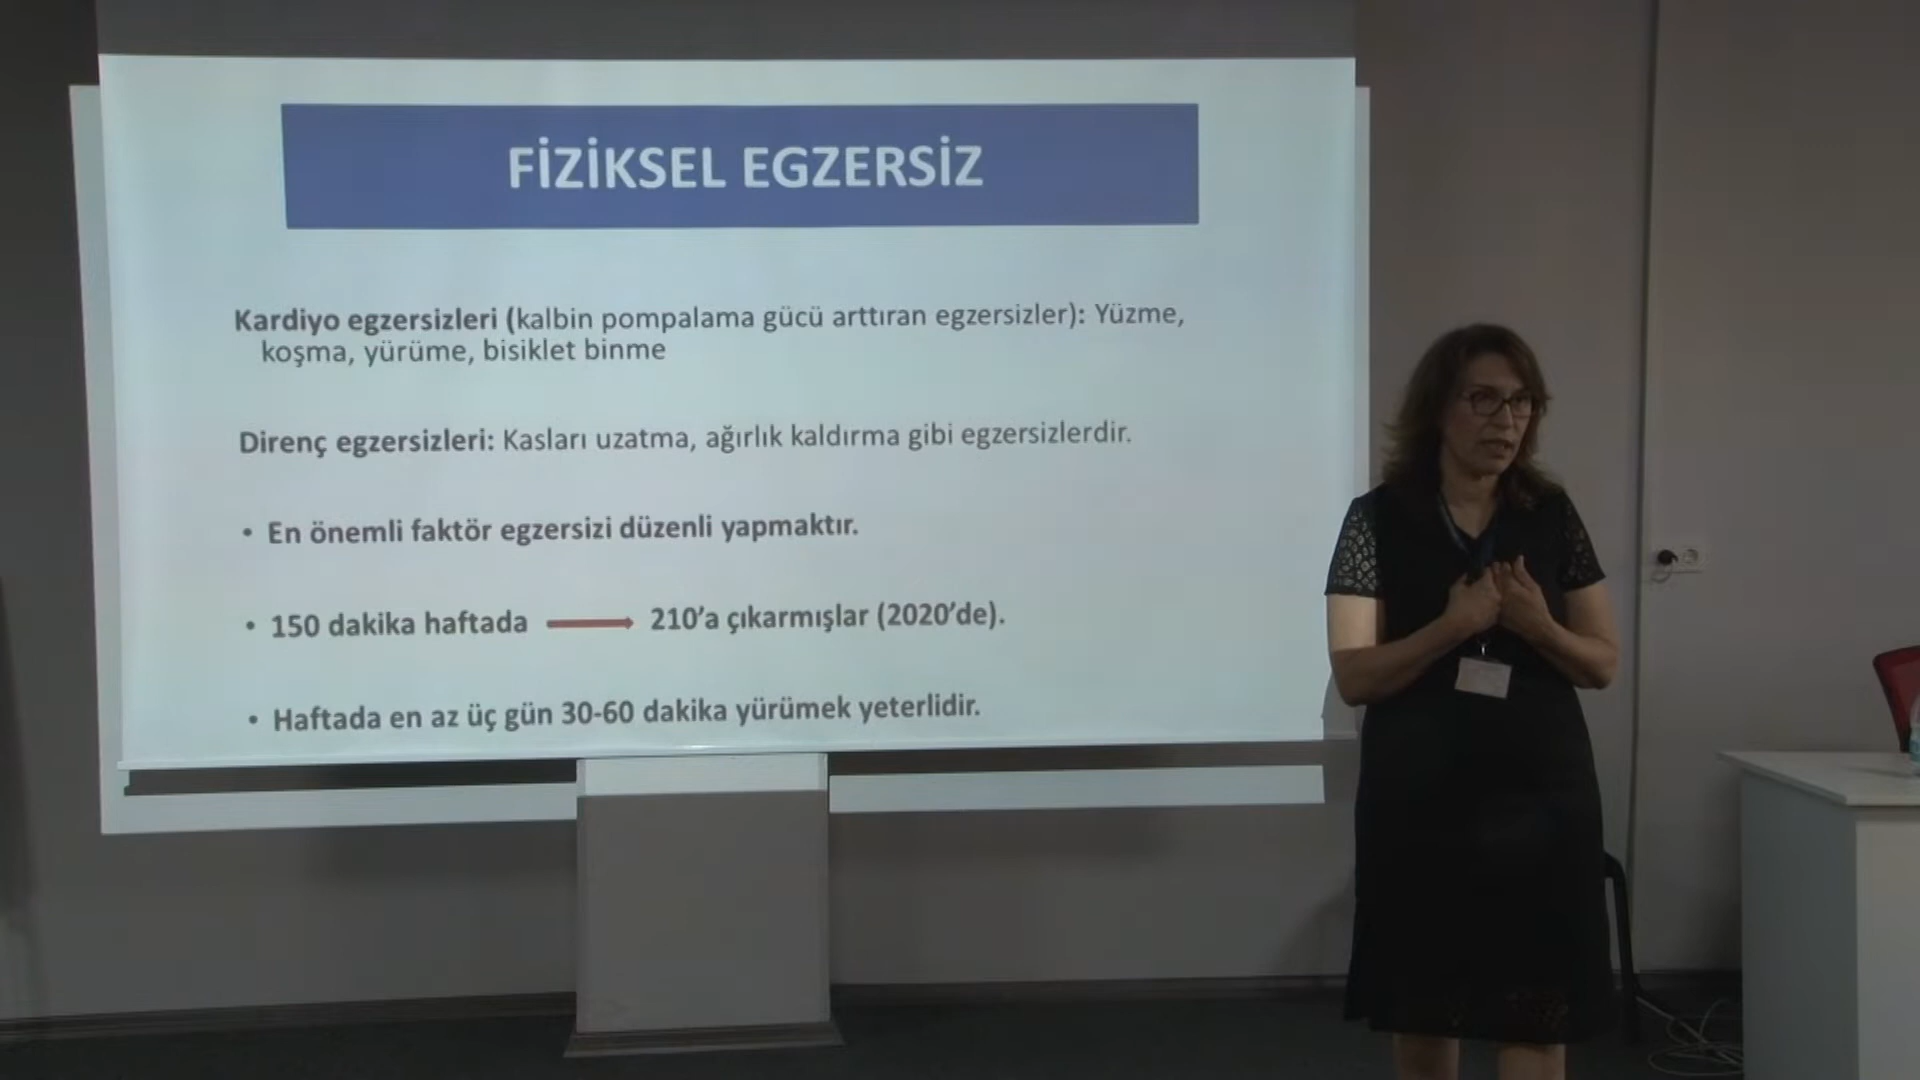 FİZİKSEL EGZERSİZ
Kardiyo egzersizleri (kalbin pompalama gücü arttıran egzersizler): Yüzme,
koşma, yürüme, bisiklet binme
Direnç egzersizleri: Kasları uzatma, ağırlık kaldırma gibi egzersizlerdir.
• En önemli faktör egzersizi düzenli yapmaktır.
• 150 dakika haftada → 210’a çıkarmışlar (2020’de).
• Haftada en az üç gün 30-60 dakika yürümek yeterlidir.